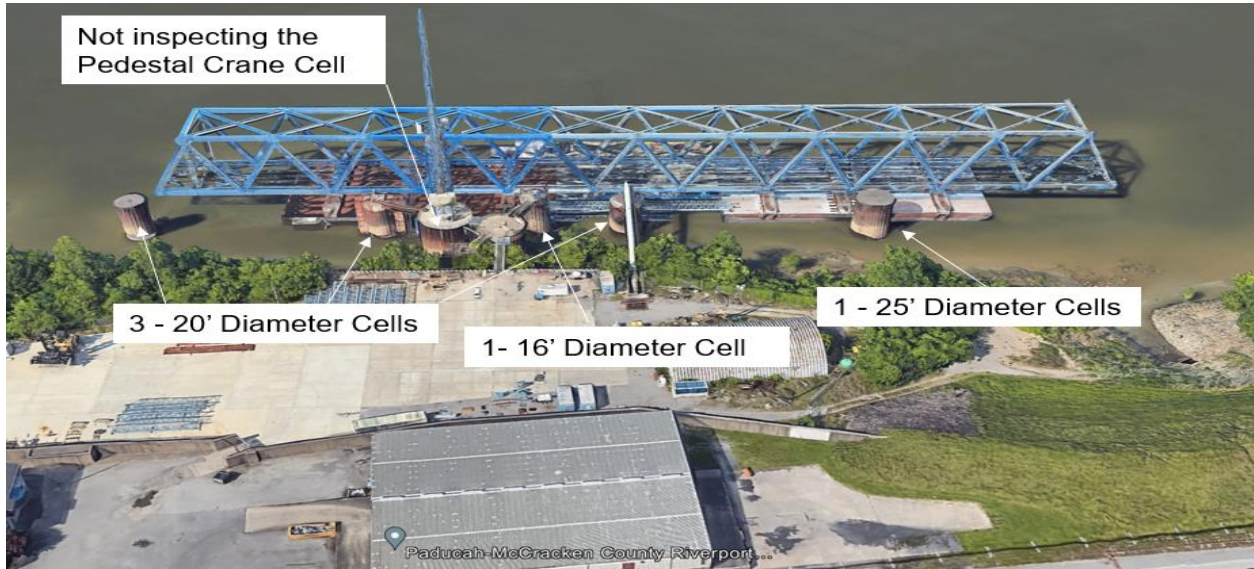 Not inspecting the
Pedestal Crane Cell
3 - 20' Diameter Cells
1- 16' Diameter Cell
1 - 25' Diameter Cells
Paducah-McCracken County Riverport...